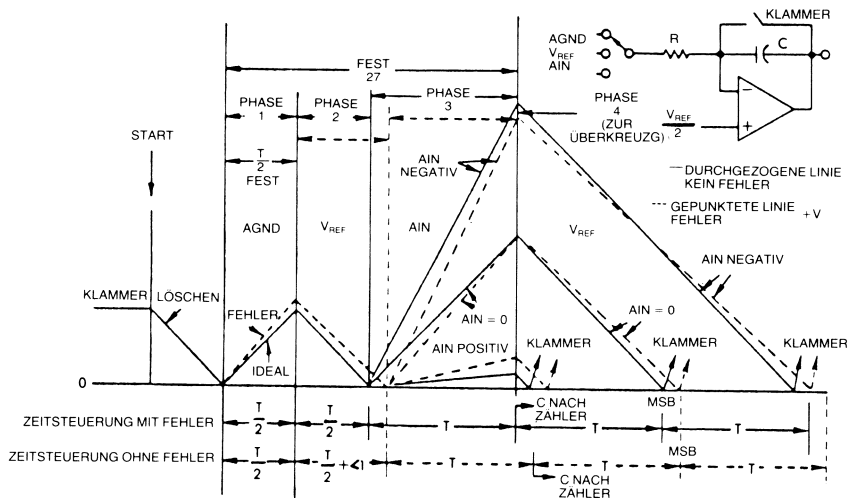 KLAMMER
AGND
V_REF
AIN
R
C
−
+
V_REF/2
FEST
27
PHASE
1
PHASE
2
PHASE
3
PHASE
4
(ZUR
ÜBERKREUZG)
START
T/2
FEST
AIN
NEGATIV
— DURCHGEZOGENE LINIE
KEIN FEHLER
--- GEPUNKTETE LINIE
FEHLER
+V
AGND
V_REF
AIN
V_REF
AIN NEGATIV
KLAMMER
LÖSCHEN
FEHLER
IDEAL
AIN = 0
AIN = 0
AIN POSITIV
KLAMMER
KLAMMER
KLAMMER
0
C NACH
ZÄHLER
MSB
ZEITSTEUERUNG MIT FEHLER
T/2
T/2
T
T
T
MSB
ZEITSTEUERUNG OHNE FEHLER
T/2
T/2 + <1
T
T
T
C NACH
ZÄHLER